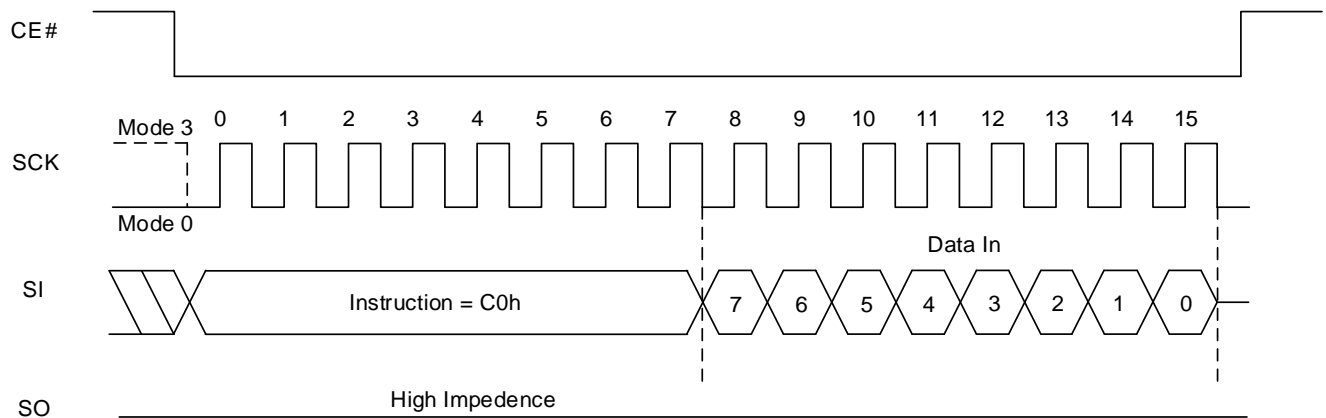 CE#
Mode 3 0 1 2 3 4 5 6 7 8 9 10 11 12 13 14 15
SCK
Mode 0
Data In
SI Instruction = C0h 7 6 5 4 3 2 1 0
High Impedence
SO